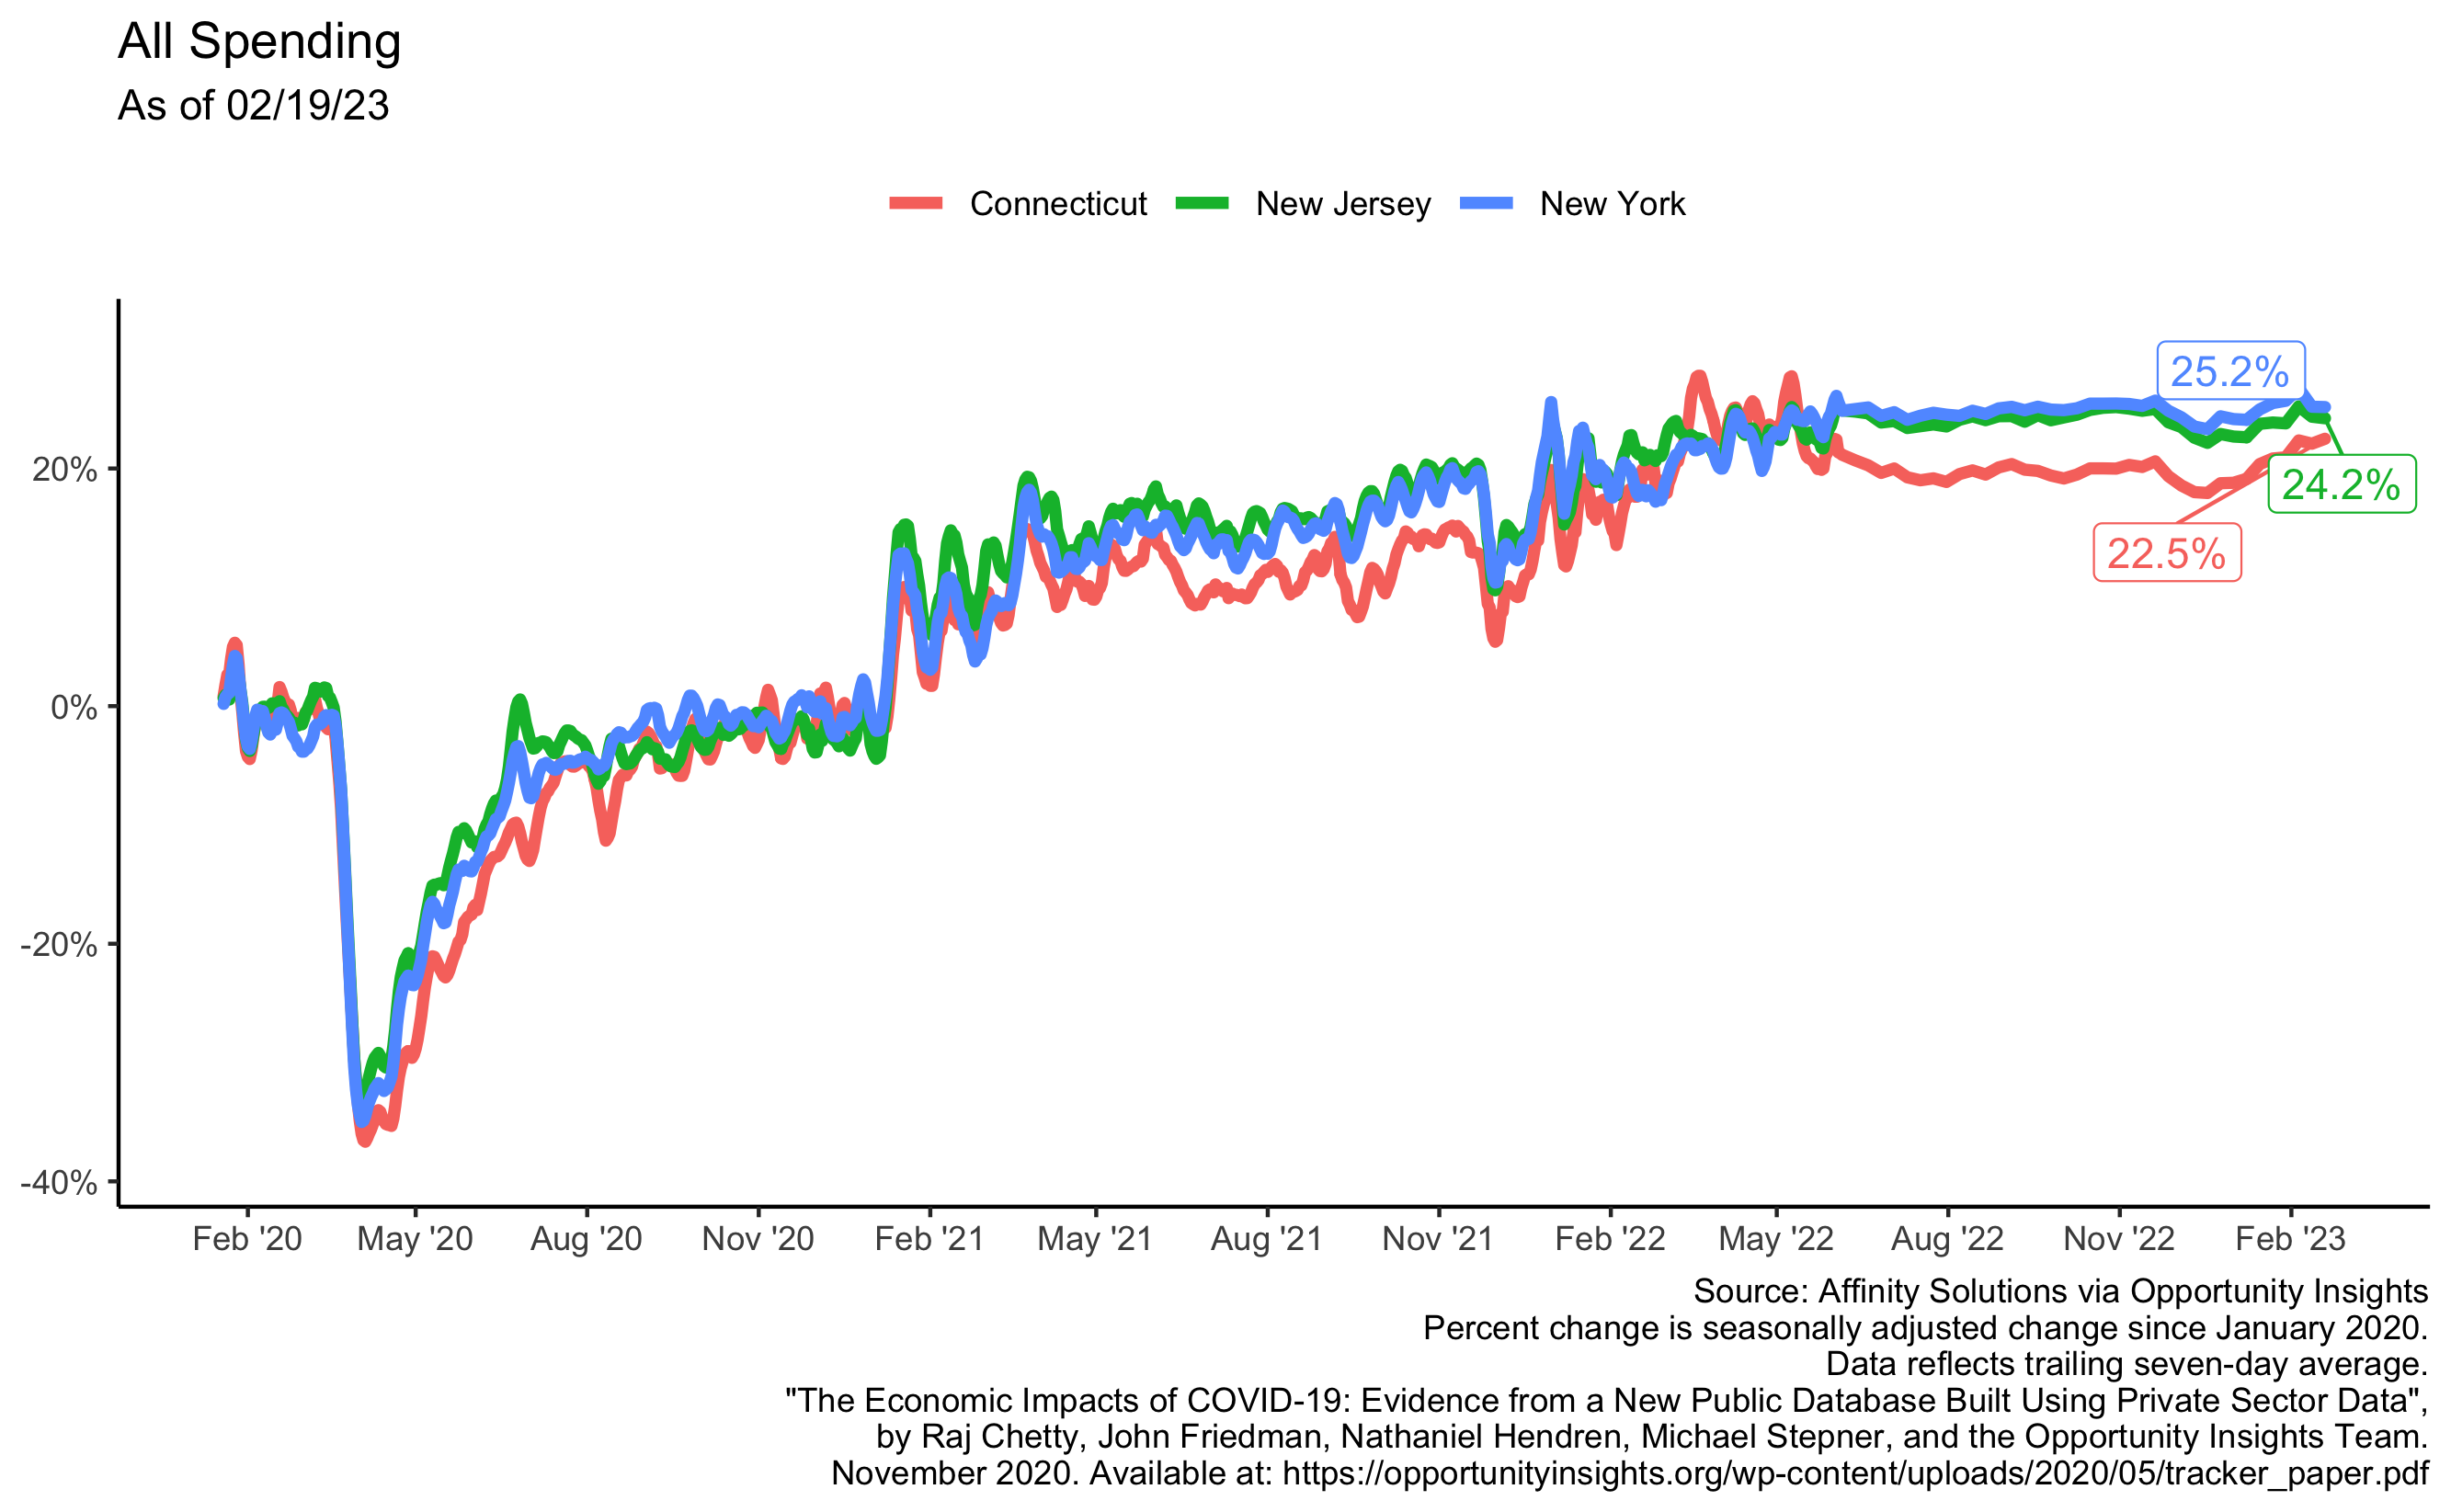 All Spending
As of 02/19/23
Connecticut New Jersey New York
25.2%
20%
24.2%
22.5%
0%
-20%
-40%
Feb '20 May '20 Aug '20 Nov '20 Feb '21 May '21 Aug '21 Nov '21 Feb '22 May '22 Aug '22 Nov '22 Feb '23
Source: Affinity Solutions via Opportunity Insights
Percent change is seasonally adjusted change since January 2020.
Data reflects trailing seven-day average.
"The Economic Impacts of COVID-19: Evidence from a New Public Database Built Using Private Sector Data",
by Raj Chetty, John Friedman, Nathaniel Hendren, Michael Stepner, and the Opportunity Insights Team.
November 2020. Available at: https://opportunityinsights.org/wp-content/uploads/2020/05/tracker_paper.pdf